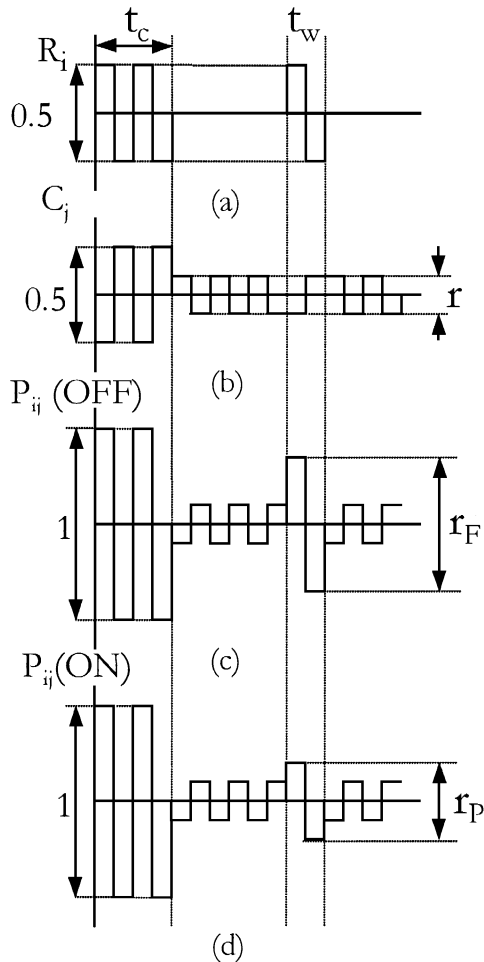 t_c t_w
R_i
0.5
(a)
C_j
0.5
r
(b)
P_ij (OFF)
1
r_F
(c)
P_ij(ON)
1
r_P
(d)